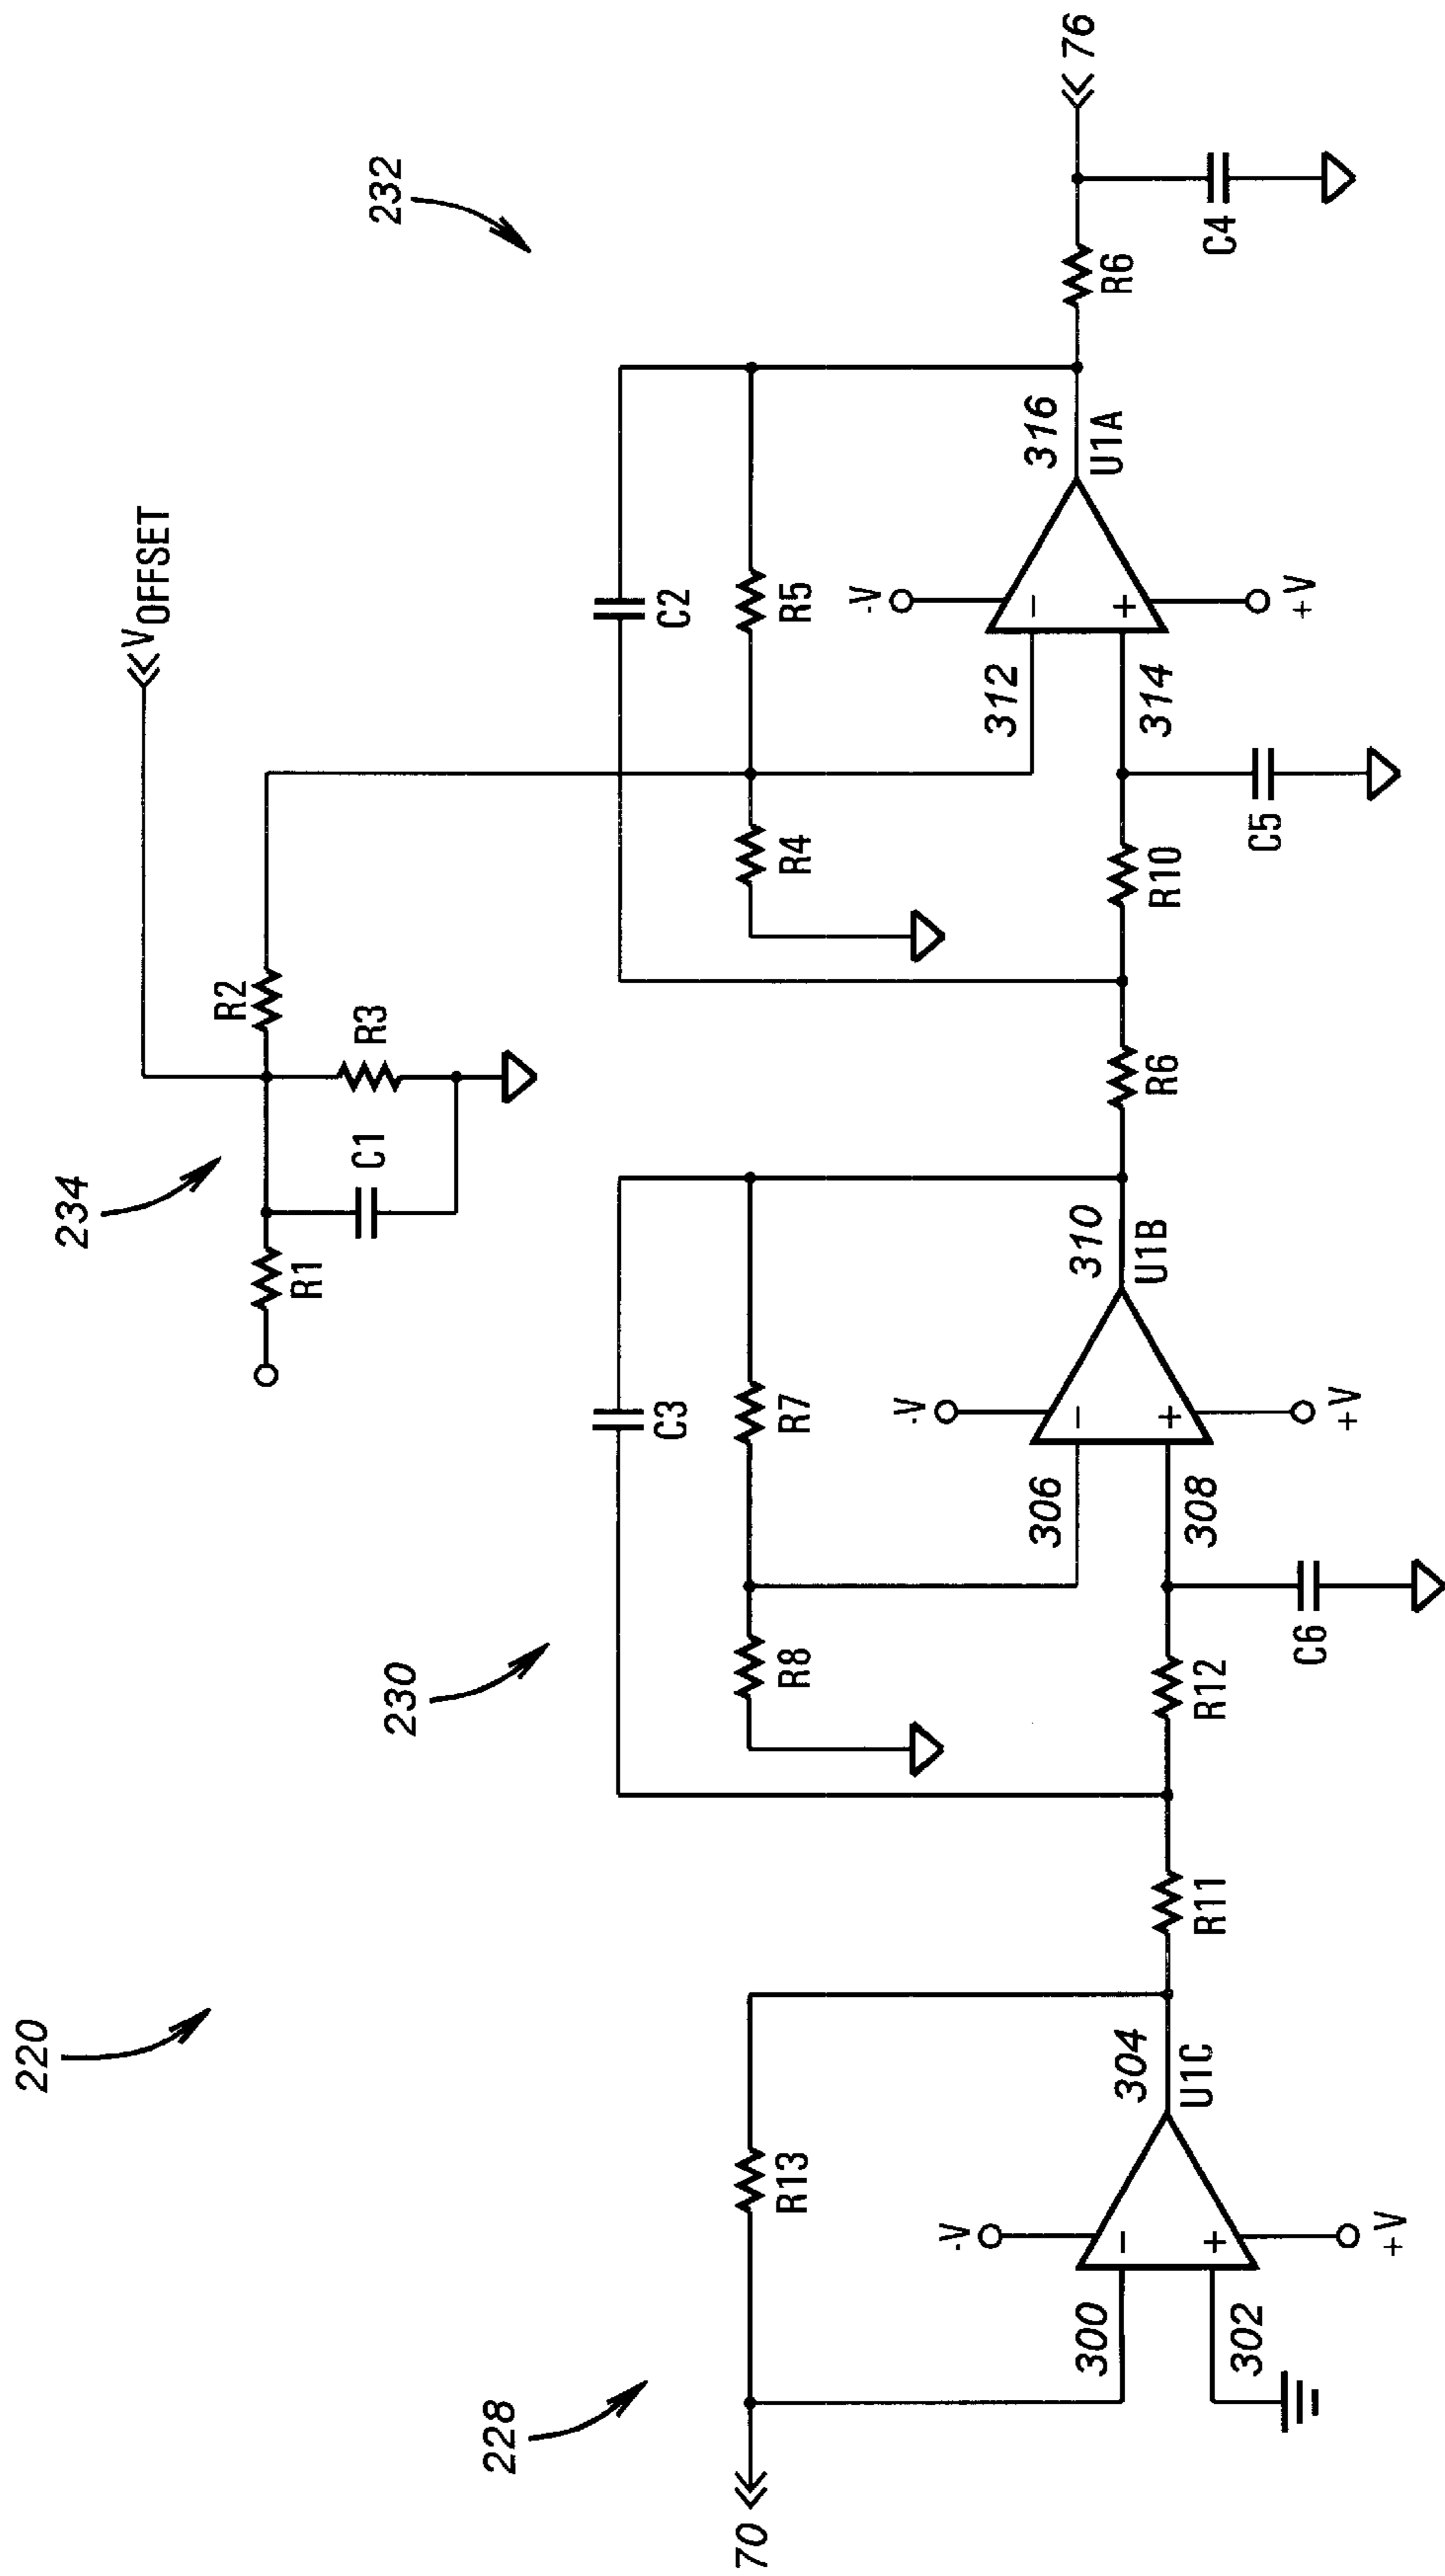 220
228
230
232
234
VOFFSET
R1
C1
R2
R3
C3
C2
R13
R8
R7
R4
R5
70
-V
-V
-V
300
302
304
U1C
+V
R11
R12
306
308
310
U1B
+V
C6
R6
R10
312
314
316
U1A
+V
C5
R6
C4
76
-
+
-
+
-
+